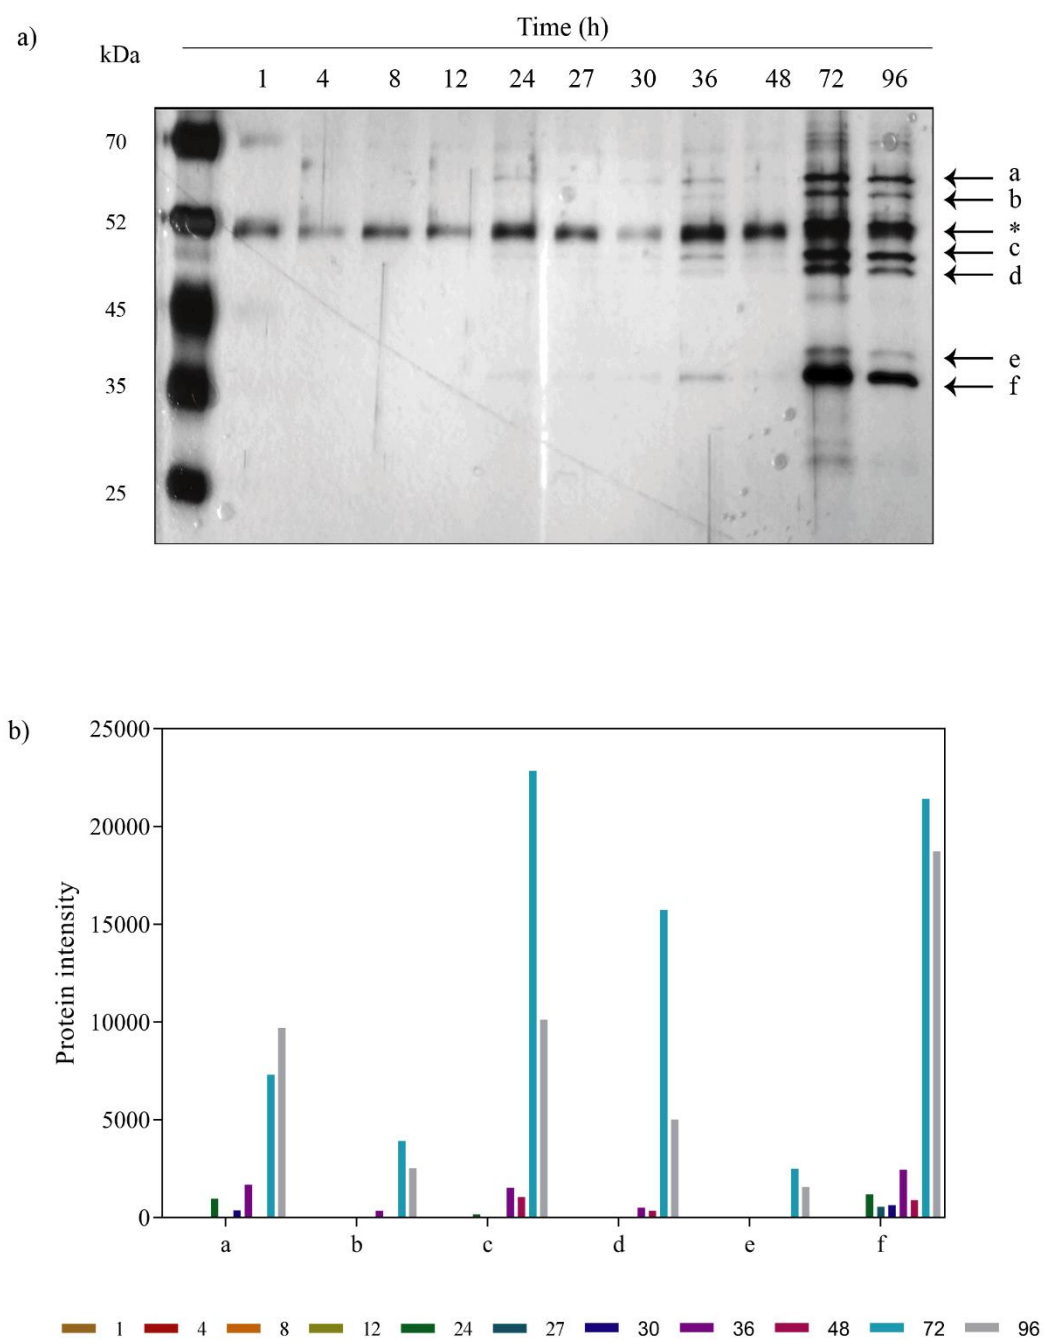 a)
Time (h)
kDa
1 4 8 12 24 27 30 36 48 72 96
70
a
b
52
*
c
d
45
e
35
f
25
b)
25000
20000
15000
10000
5000
0
Protein intensity
a b c d e f
1 4 8 12 24 27 30 36 48 72 96